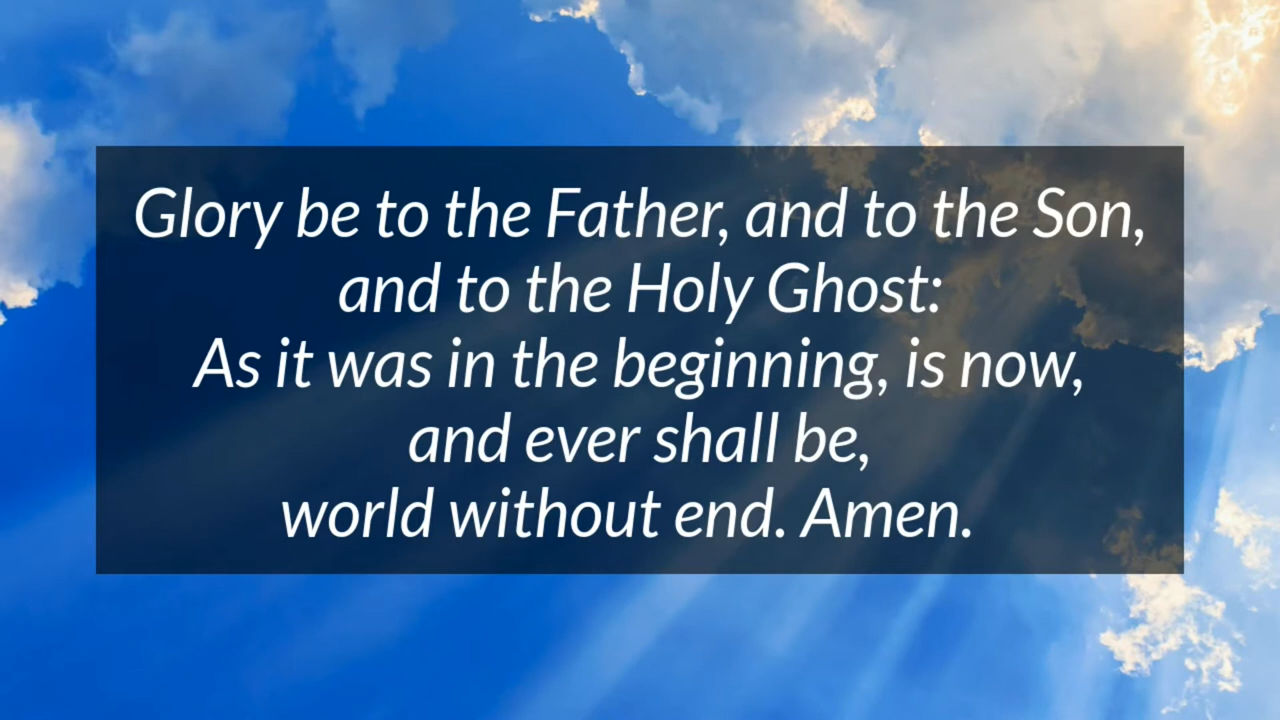 Glory be to the Father, and to the Son,
and to the Holy Ghost:
As it was in the beginning, is now,
and ever shall be,
world without end. Amen.